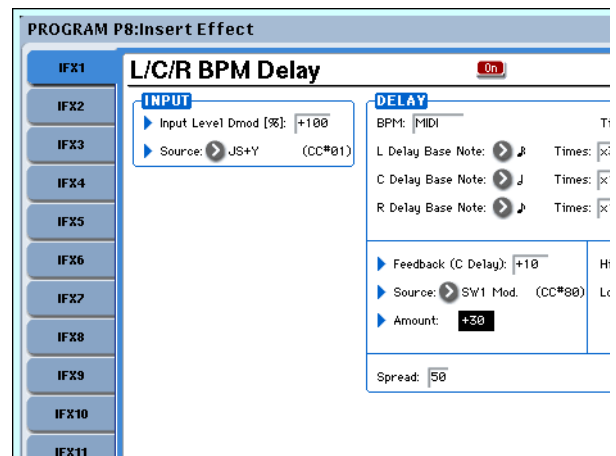 PROGRAM P8:Insert Effect
IFX1
IFX2
IFX3
IFX4
IFX5
IFX6
IFX7
IFX8
IFX9
IFX10
IFX11
L/C/R BPM Delay
On
INPUT
Input Level Dmod [%]: +100
Source: JS+Y (CC#01)
DELAY
BPM: MIDI
L Delay Base Note: Times:
C Delay Base Note: Times:
R Delay Base Note: Times:
Feedback (C Delay): +10
Source: SW1 Mod. (CC#80)
Amount: +30
Spread: 50